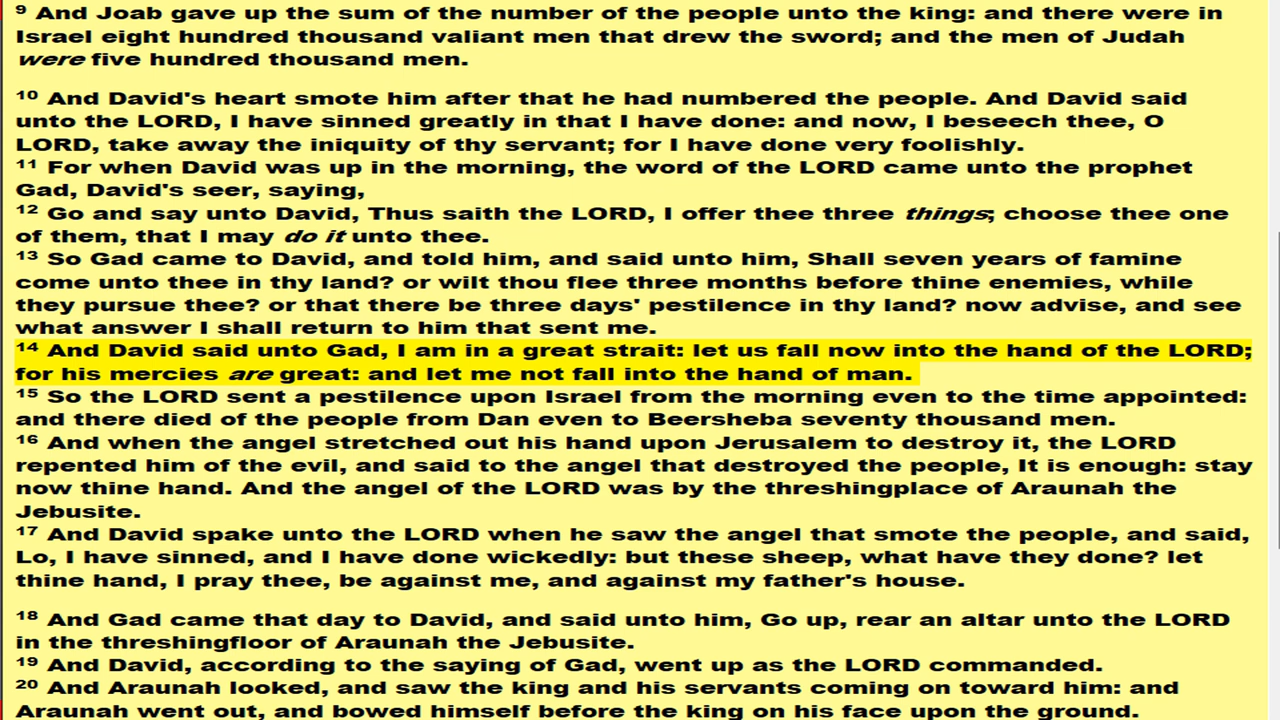 9 And Joab gave up the sum of the number of the people unto the king: and there were in
Israel eight hundred thousand valiant men that drew the sword; and the men of Judah
were five hundred thousand men.
10 And David's heart smote him after that he had numbered the people. And David said
unto the LORD, I have sinned greatly in that I have done: and now, I beseech thee, O
LORD, take away the iniquity of thy servant; for I have done very foolishly.
11 For when David was up in the morning, the word of the LORD came unto the prophet
Gad, David's seer, saying,
12 Go and say unto David, Thus saith the LORD, I offer thee three things; choose thee one
of them, that I may do it unto thee.
13 So Gad came to David, and told him, and said unto him, Shall seven years of famine
come unto thee in thy land? or wilt thou flee three months before thine enemies, while
they pursue thee? or that there be three days' pestilence in thy land? now advise, and see
what answer I shall return to him that sent me.
14 And David said unto Gad, I am in a great strait: let us fall now into the hand of the LORD;
for his mercies are great: and let me not fall into the hand of man.
15 So the LORD sent a pestilence upon Israel from the morning even to the time appointed:
and there died of the people from Dan even to Beersheba seventy thousand men.
16 And when the angel stretched out his hand upon Jerusalem to destroy it, the LORD
repented him of the evil, and said to the angel that destroyed the people, It is enough: stay
now thine hand. And the angel of the LORD was by the threshingplace of Araunah the
Jebusite.
17 And David spake unto the LORD when he saw the angel that smote the people, and said,
Lo, I have sinned, and I have done wickedly: but these sheep, what have they done? let
thine hand, I pray thee, be against me, and against my father's house.
18 And Gad came that day to David, and said unto him, Go up, rear an altar unto the LORD
in the threshingfloor of Araunah the Jebusite.
19 And David, according to the saying of Gad, went up as the LORD commanded.
20 And Araunah looked, and saw the king and his servants coming on toward him: and
Araunah went out, and bowed himself before the king on his face upon the ground.